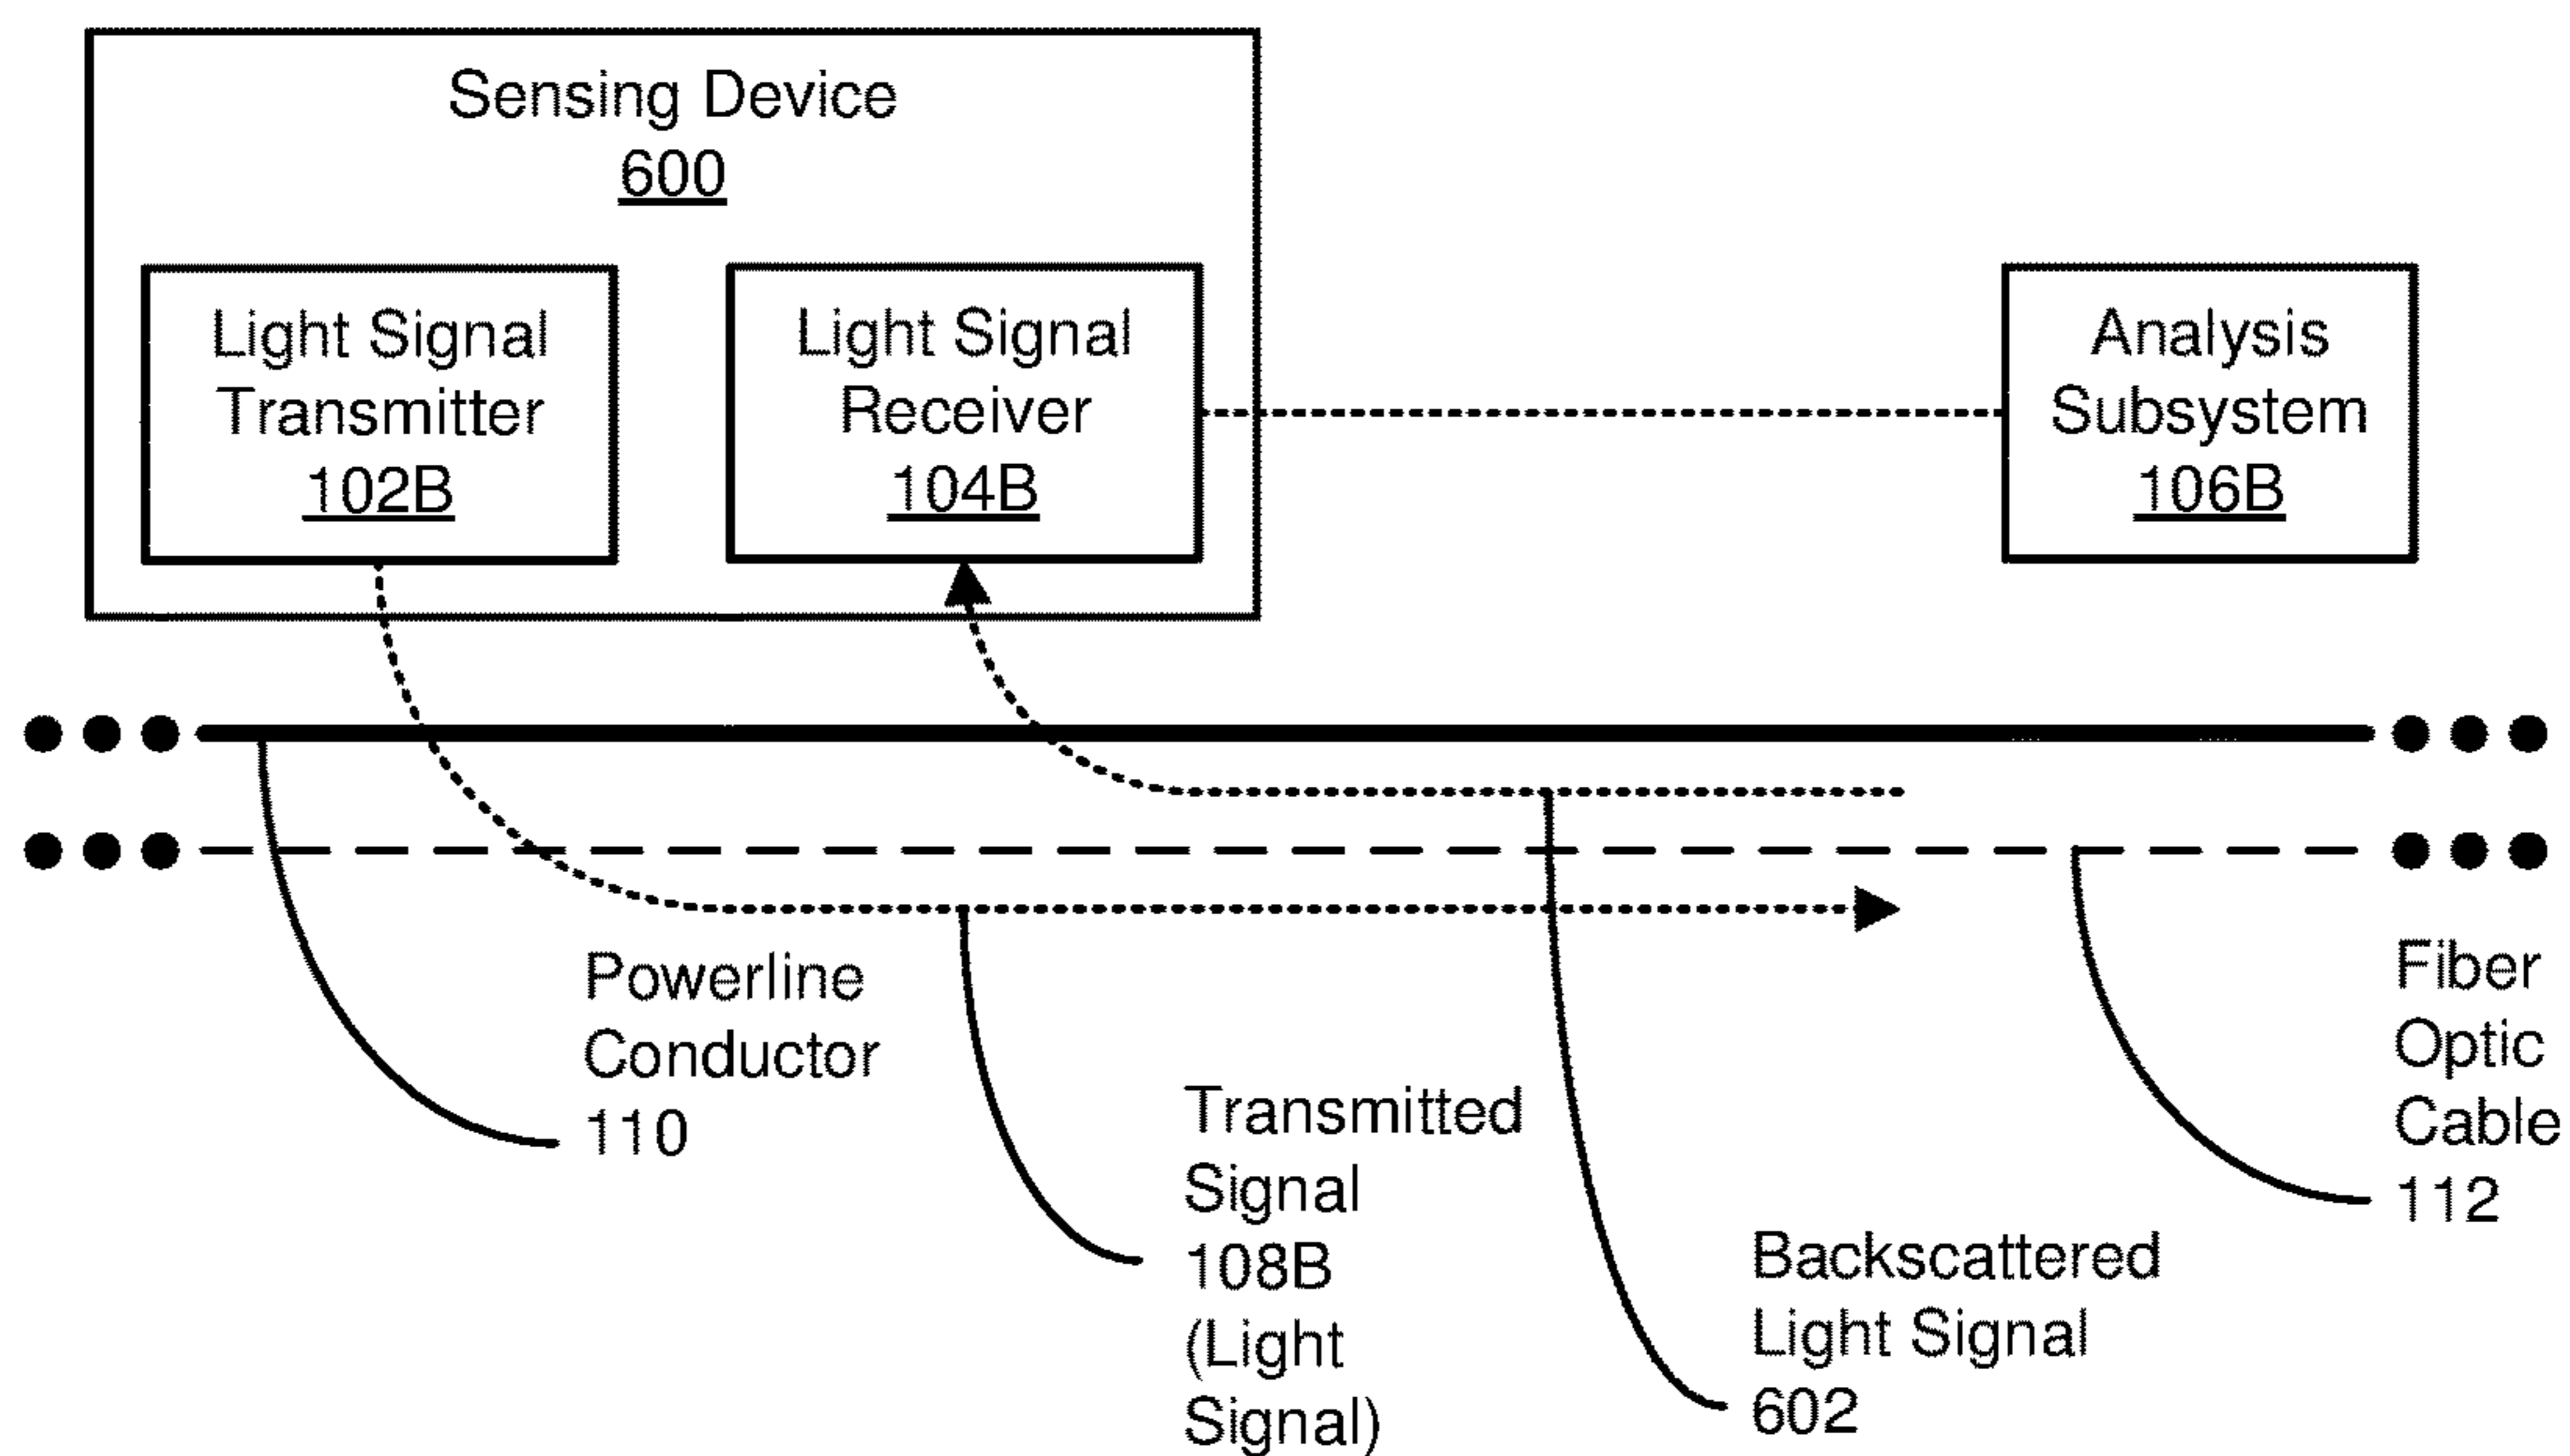 Sensing Device
600
Light Signal
Transmitter
102B
Light Signal
Receiver
104B
Analysis
Subsystem
106B
Powerline
Conductor
110
Transmitted
Signal
108B
(Light
Signal)
Backscattered
Light Signal
602
Fiber
Optic
Cable
112